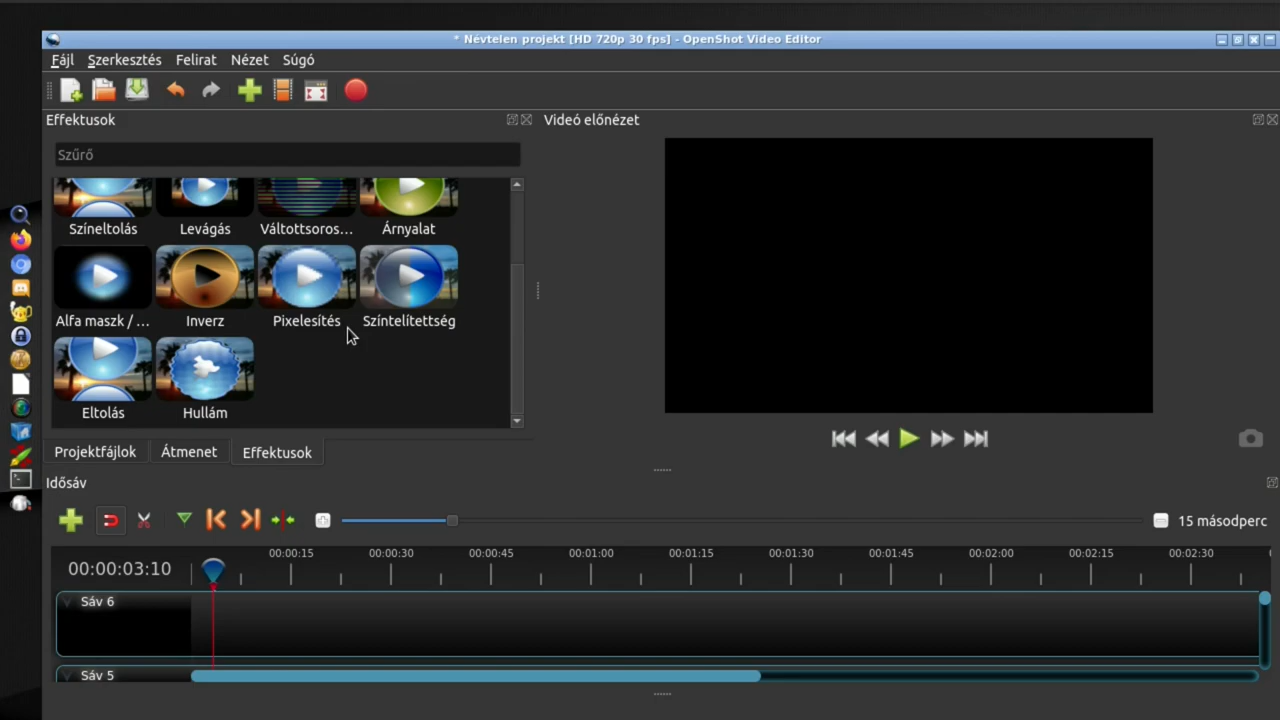 * Névtelen projekt [HD 720p 30 fps] - OpenShot Video Editor
Fájl Szerkesztés Felirat Nézet Súgó
Effektusok
Videó előnézet
Szűrő
Színeltolás Levágás Váltottsoros... Árnyalat
Alfa maszk / ... Inverz Pixelesítés Színtelítettség
Eltolás Hullám
Projektfájlok Átmenet Effektusok
Idősáv
15 másodperc
00:00:03:10
00:00:15 00:00:30 00:00:45 00:01:00 00:01:15 00:01:30 00:01:45 00:02:00 00:02:15 00:02:30
Sáv 6
Sáv 5